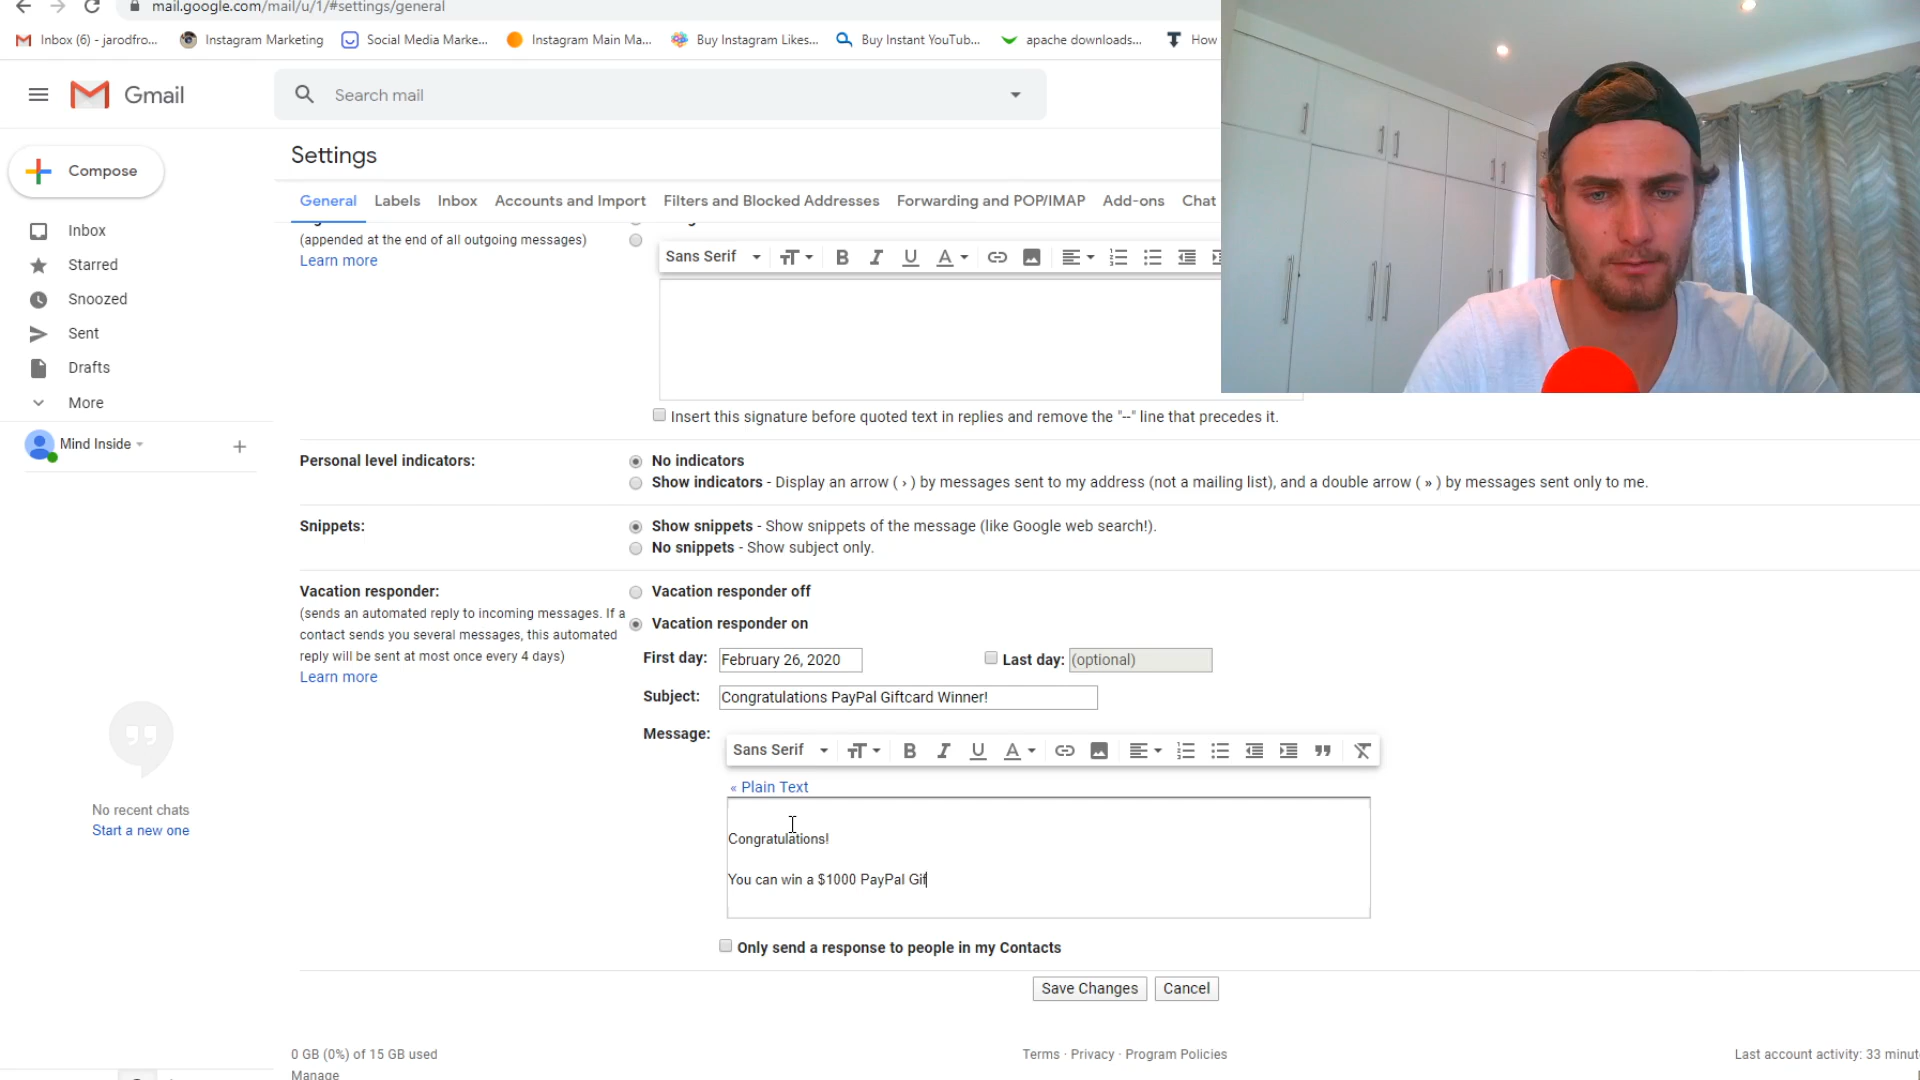 mail.google.com/mail/u/1/#settings/general
Inbox (6) - jarodfro...
Instagram Marketing
Social Media Marke...
Instagram Main Ma...
Buy Instagram Likes...
Buy Instant YouTub...
apache downloads...
How
Gmail
Search mail
Settings
Compose
General
Labels
Inbox
Accounts and Import
Filters and Blocked Addresses
Forwarding and POP/IMAP
Add-ons
Chat
Inbox
Starred
Snoozed
Sent
Drafts
More
Mind Inside
No recent chats
Start a new one
(appended at the end of all outgoing messages)
Learn more
Sans Serif
Insert this signature before quoted text in replies and remove the "--" line that precedes it.
Personal level indicators:
No indicators
Show indicators - Display an arrow ( › ) by messages sent to my address (not a mailing list), and a double arrow ( » ) by messages sent only to me.
Snippets:
Show snippets - Show snippets of the message (like Google web search!).
No snippets - Show subject only.
Vacation responder:
(sends an automated reply to incoming messages. If a
contact sends you several messages, this automated
reply will be sent at most once every 4 days)
Learn more
Vacation responder off
Vacation responder on
First day: February 26, 2020
Last day: (optional)
Subject: Congratulations PayPal Giftcard Winner!
Message:
Sans Serif
« Plain Text
Congratulations!
You can win a $1000 PayPal Gif
Only send a response to people in my Contacts
Save Changes
Cancel
0 GB (0%) of 15 GB used
Manage
Terms · Privacy · Program Policies
Last account activity: 33 minut